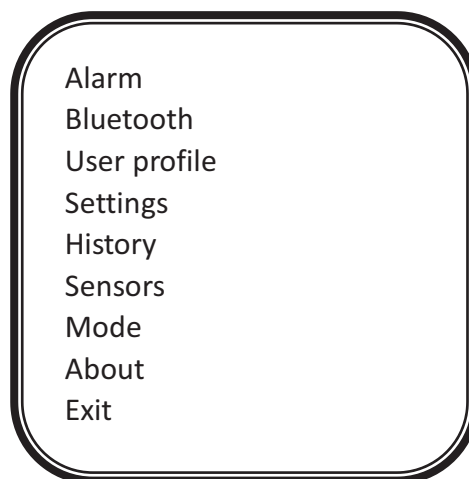 Alarm
Bluetooth
User profile
Settings
History
Sensors
Mode
About
Exit